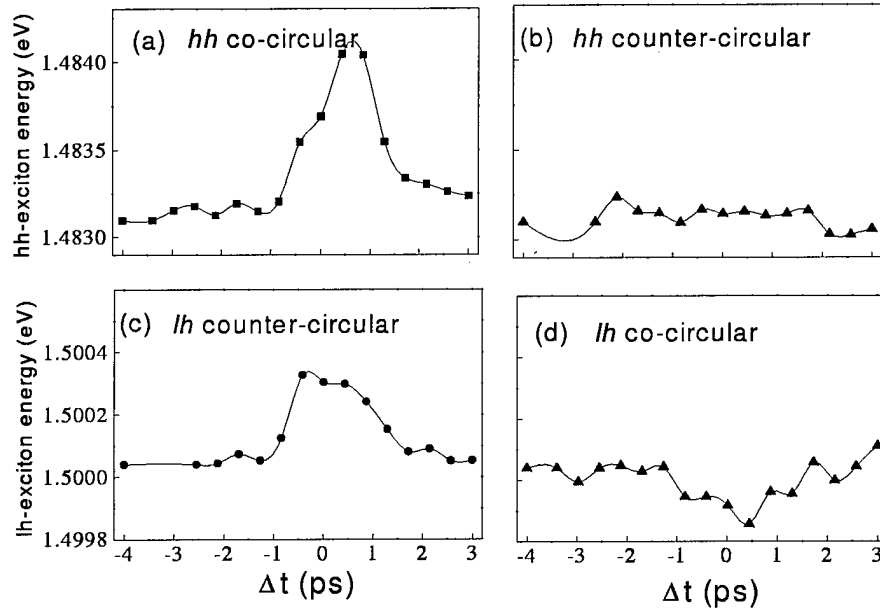 (a) hh co-circular
(b) hh counter-circular
hh-exciton energy (eV)
1.4840
1.4835
1.4830
(c) lh counter-circular
(d) lh co-circular
lh-exciton energy (eV)
1.5004
1.5002
1.5000
1.4998
-4 -3 -2 -1 0 1 2 3
-4 -3 -2 -1 0 1 2 3
Δt (ps)
Δt (ps)